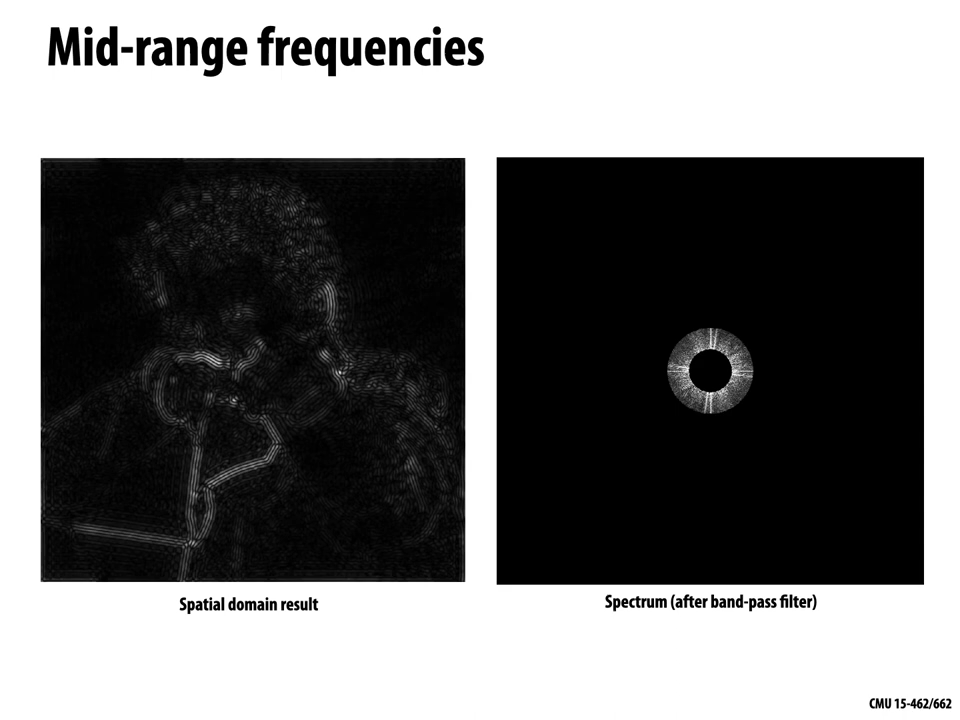 Mid-range frequencies
Spatial domain result
Spectrum (after band-pass filter)
CMU 15-462/662